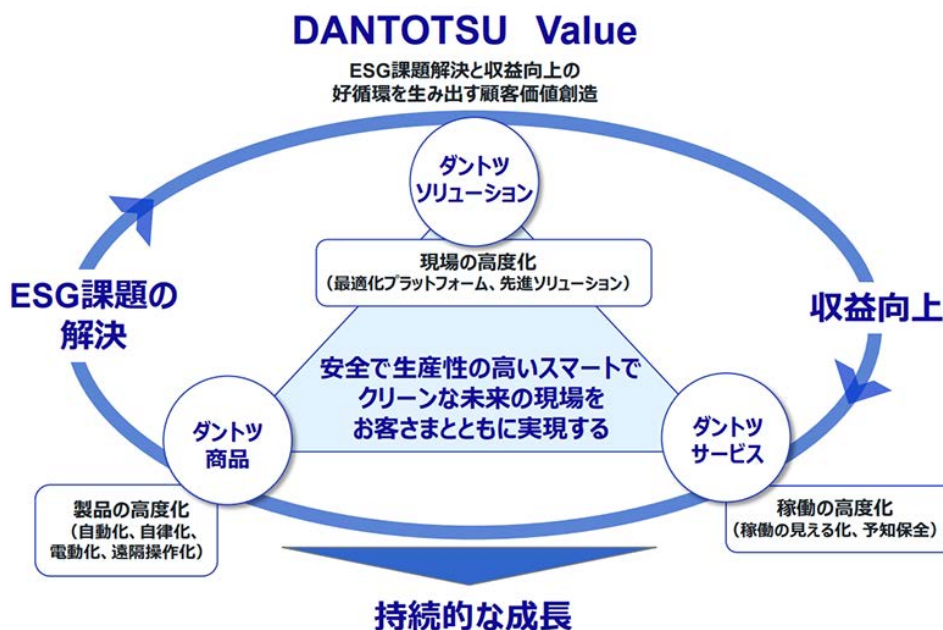 DANTOTSU Value
ESG課題解決と収益向上の
好循環を生み出す顧客価値創造
ダントツ
ソリューション
現場の高度化
（最適化プラットフォーム、先進ソリューション）
ESG課題の
解決
収益向上
安全で生産性の高いスマートで
クリーンな未来の現場を
お客さまとともに実現する
ダントツ
商品
ダントツ
サービス
製品の高度化
（自動化、自律化、
電動化、遠隔操作化）
稼働の高度化
（稼働の見える化、予知保全）
持続的な成長